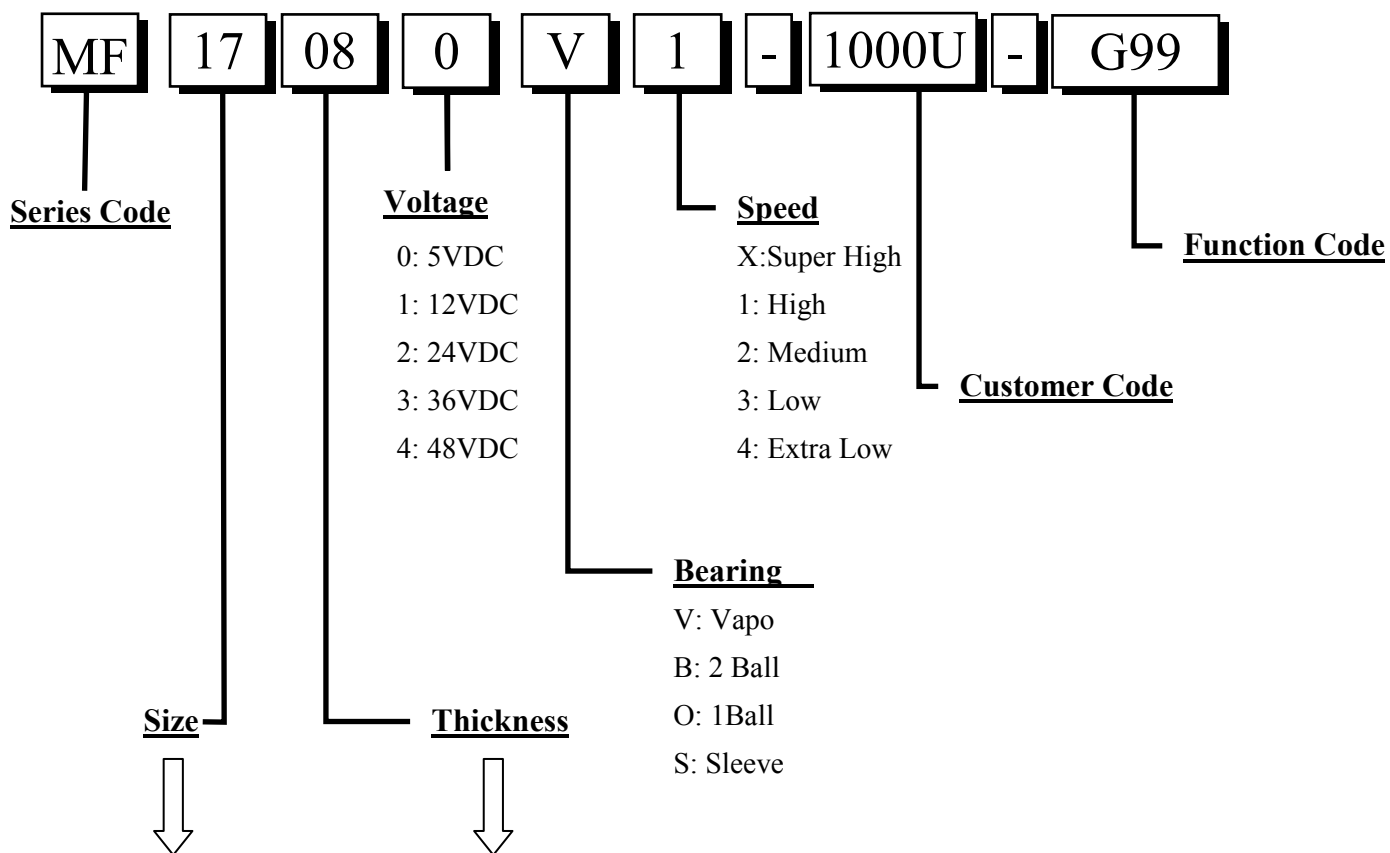 MF 17 08 0 V 1 - 1000U - G99
Series Code
Voltage
0: 5VDC
1: 12VDC
2: 24VDC
3: 36VDC
4: 48VDC
Speed
X:Super High
1: High
2: Medium
3: Low
4: Extra Low
Function Code
Customer Code
Bearing
V: Vapo
B: 2 Ball
O: 1Ball
S: Sleeve
Size
Thickness